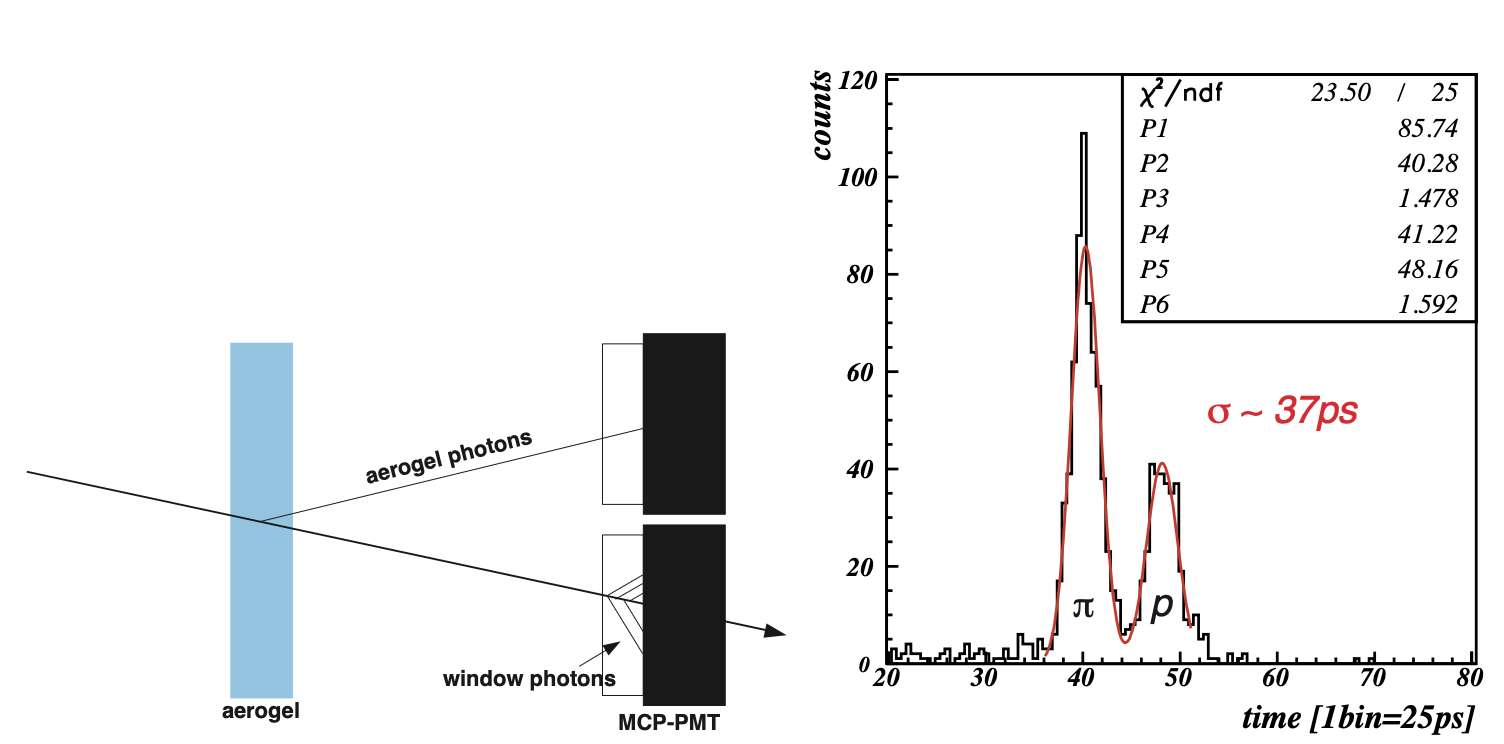 aerogel photons
window photons
aerogel
MCP-PMT
counts
120
100
80
60
40
20
0
χ²/ndf 23.50 / 25
P1 85.74
P2 40.28
P3 1.478
P4 41.22
P5 48.16
P6 1.592
σ ~ 37ps
π p
20 30 40 50 60 70 80
time [1bin=25ps]